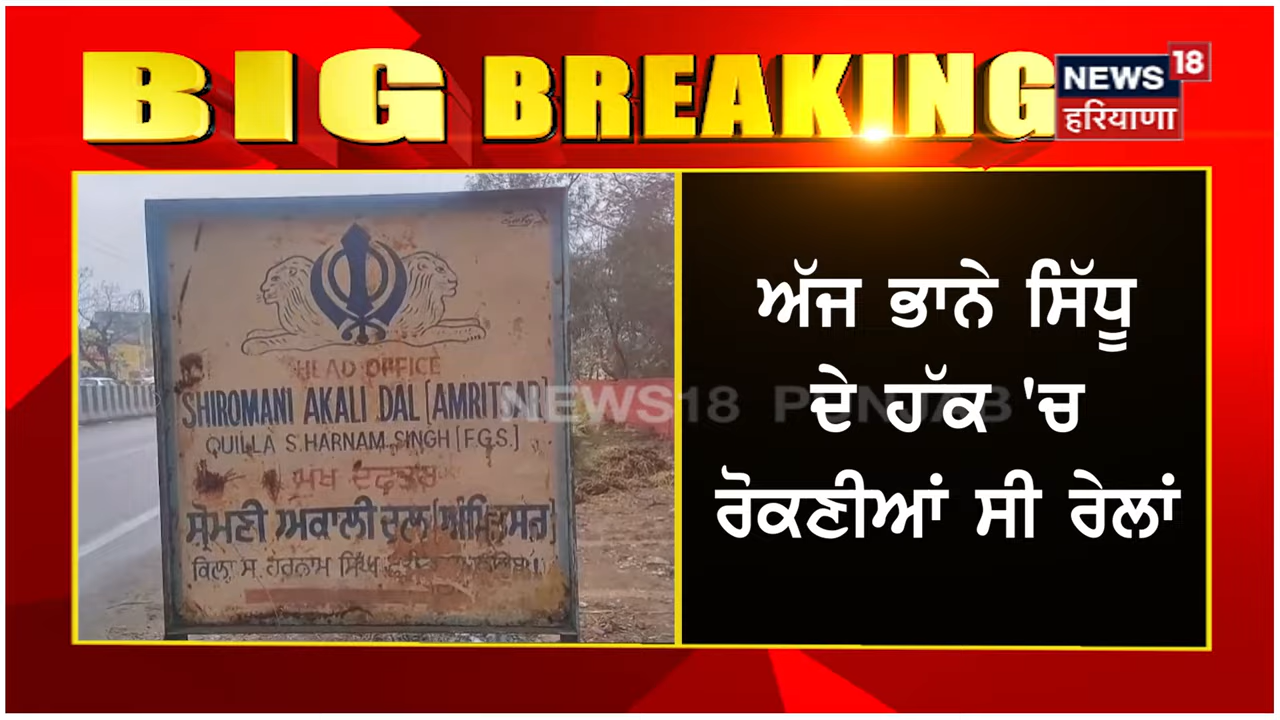 BIG BREAKING
NEWS 18
हरियाणा
HEAD OFFICE
SHIROMANI AKALI DAL (AMRITSAR)
QUILLA S. HARNAM SINGH (F.G.S.)
ਮੁੱਖ ਦਫ਼ਤਰ
ਸ਼੍ਰੋਮਣੀ ਅਕਾਲੀ ਦਲ (ਅੰਮ੍ਰਿਤਸਰ)
ਕਿਲ੍ਹਾ ਸ. ਹਰਨਾਮ ਸਿੰਘ
NEWS18 PUNJAB
ਅੱਜ ਭਾਨੇ ਸਿੱਧੂ
ਦੇ ਹੱਕ 'ਚ
ਰੋਕਣੀਆਂ ਸੀ ਰੇਲਾਂ